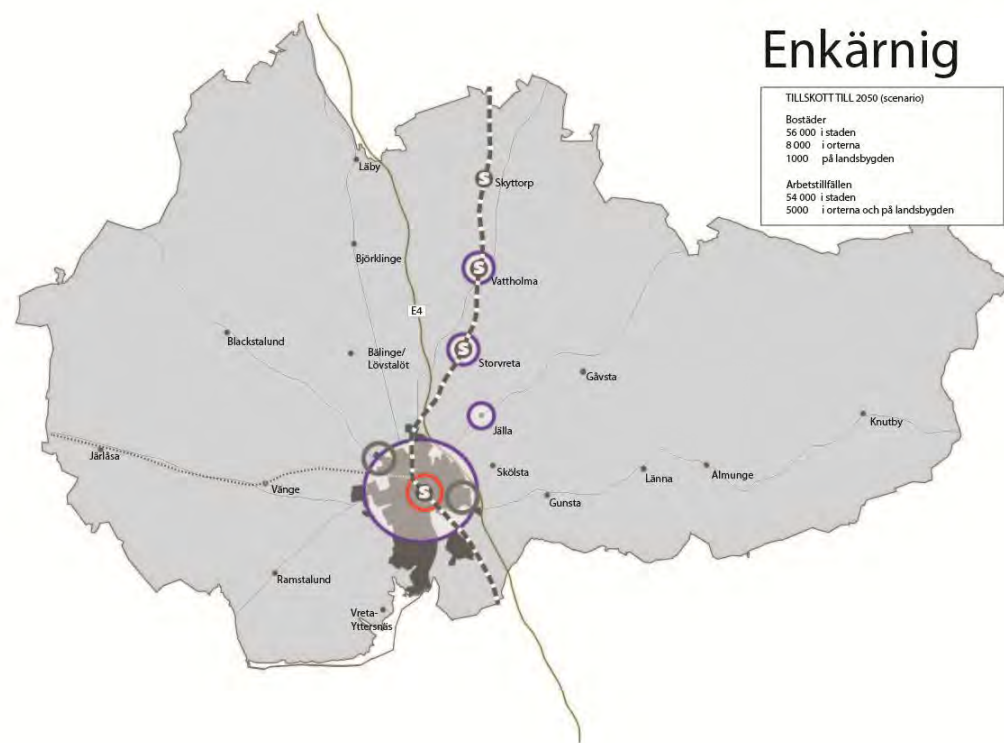 Enkärnig
TILLSKOTT TILL 2050 (scenario)
Bostäder
56 000 i staden
8 000 i orterna
1000 på landsbygden
Arbetstillfällen
54 000 i staden
5000 i orterna och på landsbygden
Läby
S Skyttorp
Björklinge
S Vattholma
E4
Blackstalund
Bälinge/
Lövstalöt
S Storvreta
Gåvsta
Jälla
Knutby
Järlåsa
Skölsta
Länna
Almunge
Vänge
S
Gunsta
Ramstalund
Vreta-
Yttersnäs